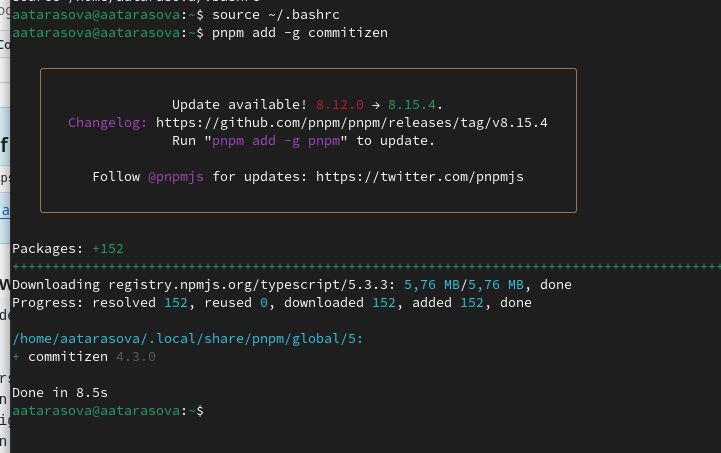 aatarasova@aatarasova:~$ source ~/.bashrc
aatarasova@aatarasova:~$ pnpm add -g commitizen
Update available! 8.12.0 → 8.15.4.
Changelog: https://github.com/pnpm/pnpm/releases/tag/v8.15.4
Run "pnpm add -g pnpm" to update.
Follow @pnpmjs for updates: https://twitter.com/pnpmjs
Packages: +152
++++++++++++++++++++++++++++++++++++++++++++++++++++++++++++++++++++++++++++++++++++++++
Downloading registry.npmjs.org/typescript/5.3.3: 5,76 MB/5,76 MB, done
Progress: resolved 152, reused 0, downloaded 152, added 152, done
/home/aatarasova/.local/share/pnpm/global/5:
+ commitizen 4.3.0
Done in 8.5s
aatarasova@aatarasova:~$